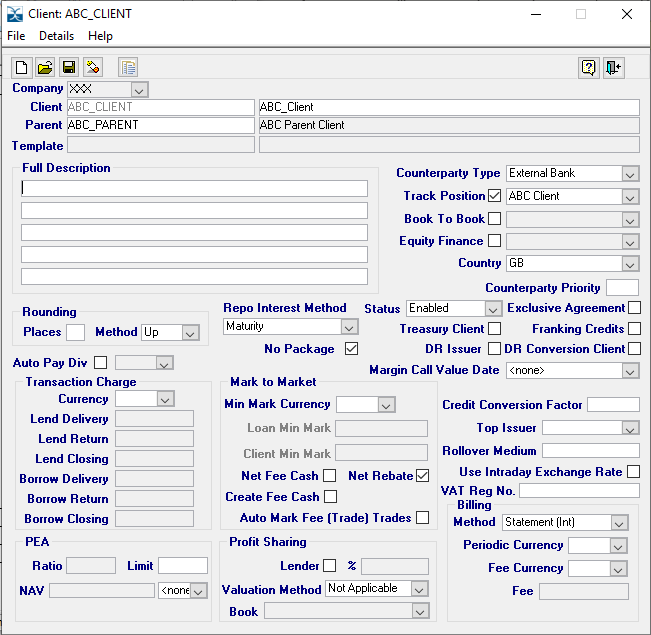 Client: ABC_CLIENT
File Details Help
Company XXX
Client ABC_CLIENT ABC_Client
Parent ABC_PARENT ABC Parent Client
Template
Full Description
Counterparty Type External Bank
Track Position ABC Client
Book To Book
Equity Finance
Country GB
Counterparty Priority
Rounding
Places Method Up
Repo Interest Method
Maturity
No Package
Status Enabled
Exclusive Agreement
Treasury Client Franking Credits
DR Issuer DR Conversion Client
Margin Call Value Date <none>
Auto Pay Div
Transaction Charge
Currency
Lend Delivery
Lend Return
Lend Closing
Borrow Delivery
Borrow Return
Borrow Closing
Mark to Market
Min Mark Currency
Loan Min Mark
Client Min Mark
Net Fee Cash Net Rebate
Create Fee Cash
Auto Mark Fee (Trade) Trades
Credit Conversion Factor
Top Issuer
Rollover Medium
Use Intraday Exchange Rate
VAT Reg No.
PEA
Ratio Limit
NAV <none
Profit Sharing
Lender %
Valuation Method Not Applicable
Book
Billing
Method Statement (Int)
Periodic Currency
Fee Currency
Fee